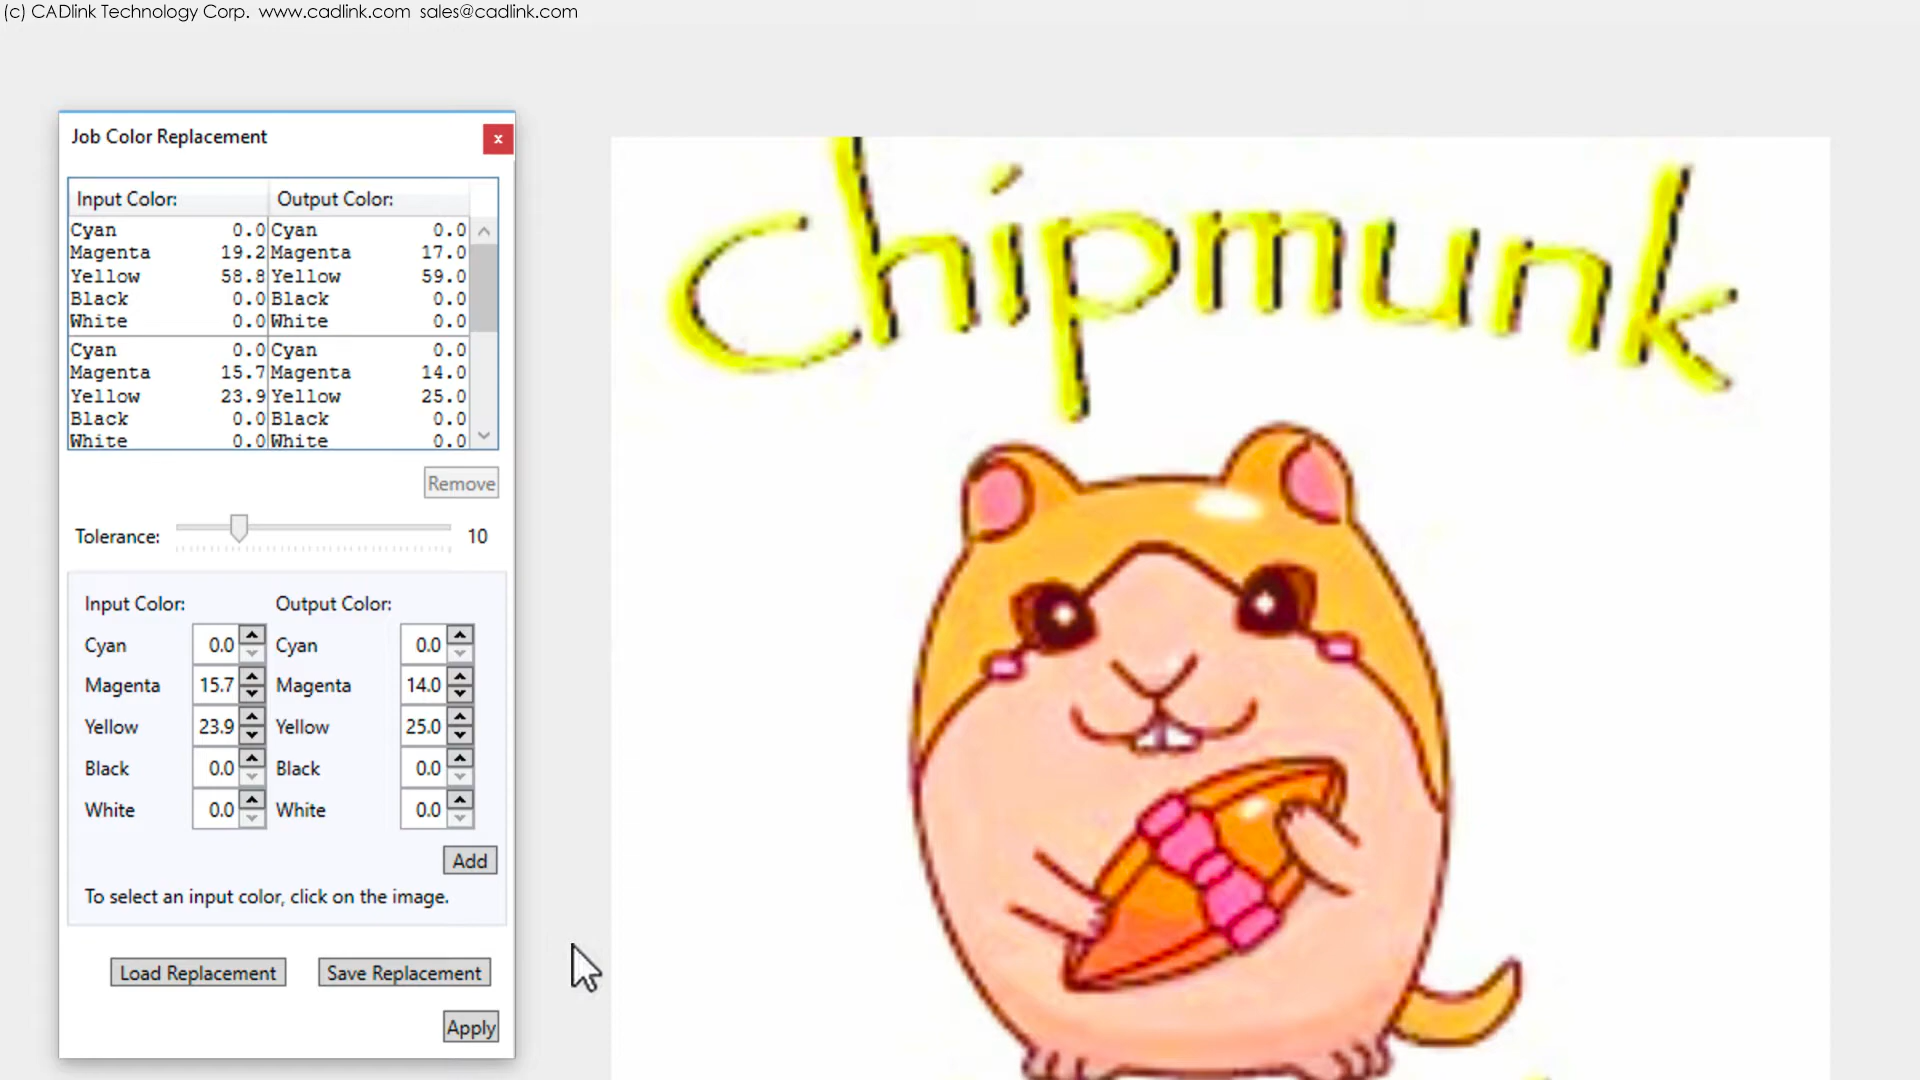 (c) CADlink Technology Corp. www.cadlink.com sales@cadlink.com
Job Color Replacement
x
Input Color: Output Color:
Cyan 0.0 Cyan 0.0
Magenta 19.2 Magenta 17.0
Yellow 58.8 Yellow 59.0
Black 0.0 Black 0.0
White 0.0 White 0.0
Cyan 0.0 Cyan 0.0
Magenta 15.7 Magenta 14.0
Yellow 23.9 Yellow 25.0
Black 0.0 Black 0.0
White 0.0 White 0.0
Remove
Tolerance: 10
Input Color: Output Color:
Cyan 0.0 Cyan 0.0
Magenta 15.7 Magenta 14.0
Yellow 23.9 Yellow 25.0
Black 0.0 Black 0.0
White 0.0 White 0.0
Add
To select an input color, click on the image.
Load Replacement Save Replacement
Apply
chipmunk